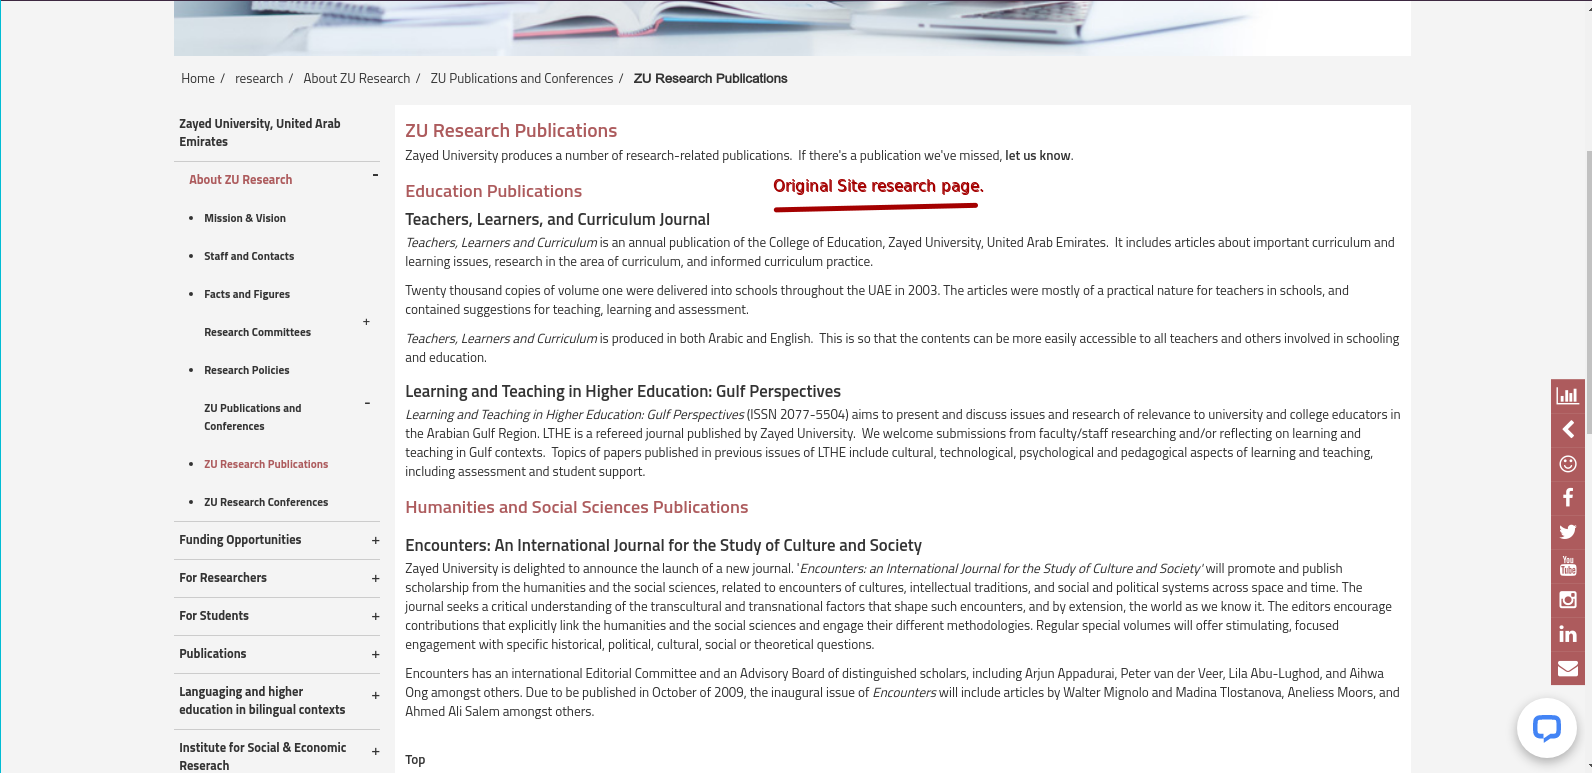 Home / research / About ZU Research / ZU Publications and Conferences / ZU Research Publications
Zayed University, United Arab
Emirates
About ZU Research -
• Mission & Vision
• Staff and Contacts
• Facts and Figures
Research Committees +
• Research Policies
ZU Publications and -
Conferences
• ZU Research Publications
• ZU Research Conferences
Funding Opportunities +
For Researchers +
For Students +
Publications +
Languaging and higher +
education in bilingual contexts
Institute for Social & Economic +
Reserach
ZU Research Publications
Zayed University produces a number of research-related publications. If there's a publication we've missed, let us know.
Original Site research page.
Education Publications
Teachers, Learners, and Curriculum Journal
Teachers, Learners and Curriculum is an annual publication of the College of Education, Zayed University, United Arab Emirates. It includes articles about important curriculum and
learning issues, research in the area of curriculum, and informed curriculum practice.
Twenty thousand copies of volume one were delivered into schools throughout the UAE in 2003. The articles were mostly of a practical nature for teachers in schools, and
contained suggestions for teaching, learning and assessment.
Teachers, Learners and Curriculum is produced in both Arabic and English. This is so that the contents can be more easily accessible to all teachers and others involved in schooling
and education.
Learning and Teaching in Higher Education: Gulf Perspectives
Learning and Teaching in Higher Education: Gulf Perspectives (ISSN 2077-5504) aims to present and discuss issues and research of relevance to university and college educators in
the Arabian Gulf Region. LTHE is a refereed journal published by Zayed University. We welcome submissions from faculty/staff researching and/or reflecting on learning and
teaching in Gulf contexts. Topics of papers published in previous issues of LTHE include cultural, technological, psychological and pedagogical aspects of learning and teaching,
including assessment and student support.
Humanities and Social Sciences Publications
Encounters: An International Journal for the Study of Culture and Society
Zayed University is delighted to announce the launch of a new journal. 'Encounters: an International Journal for the Study of Culture and Society' will promote and publish
scholarship from the humanities and the social sciences, related to encounters of cultures, intellectual traditions, and social and political systems across space and time. The
journal seeks a critical understanding of the transcultural and transnational factors that shape such encounters, and by extension, the world as we know it. The editors encourage
contributions that explicitly link the humanities and the social sciences and engage their different methodologies. Regular special volumes will offer stimulating, focused
engagement with specific historical, political, cultural, social or theoretical questions.
Encounters has an international Editorial Committee and an Advisory Board of distinguished scholars, including Arjun Appadurai, Peter van der Veer, Lila Abu-Lughod, and Aihwa
Ong amongst others. Due to be published in October of 2009, the inaugural issue of Encounters will include articles by Walter Mignolo and Madina Tlostanova, Aneliess Moors, and
Ahmed Ali Salem amongst others.
Top
You
Tube
in